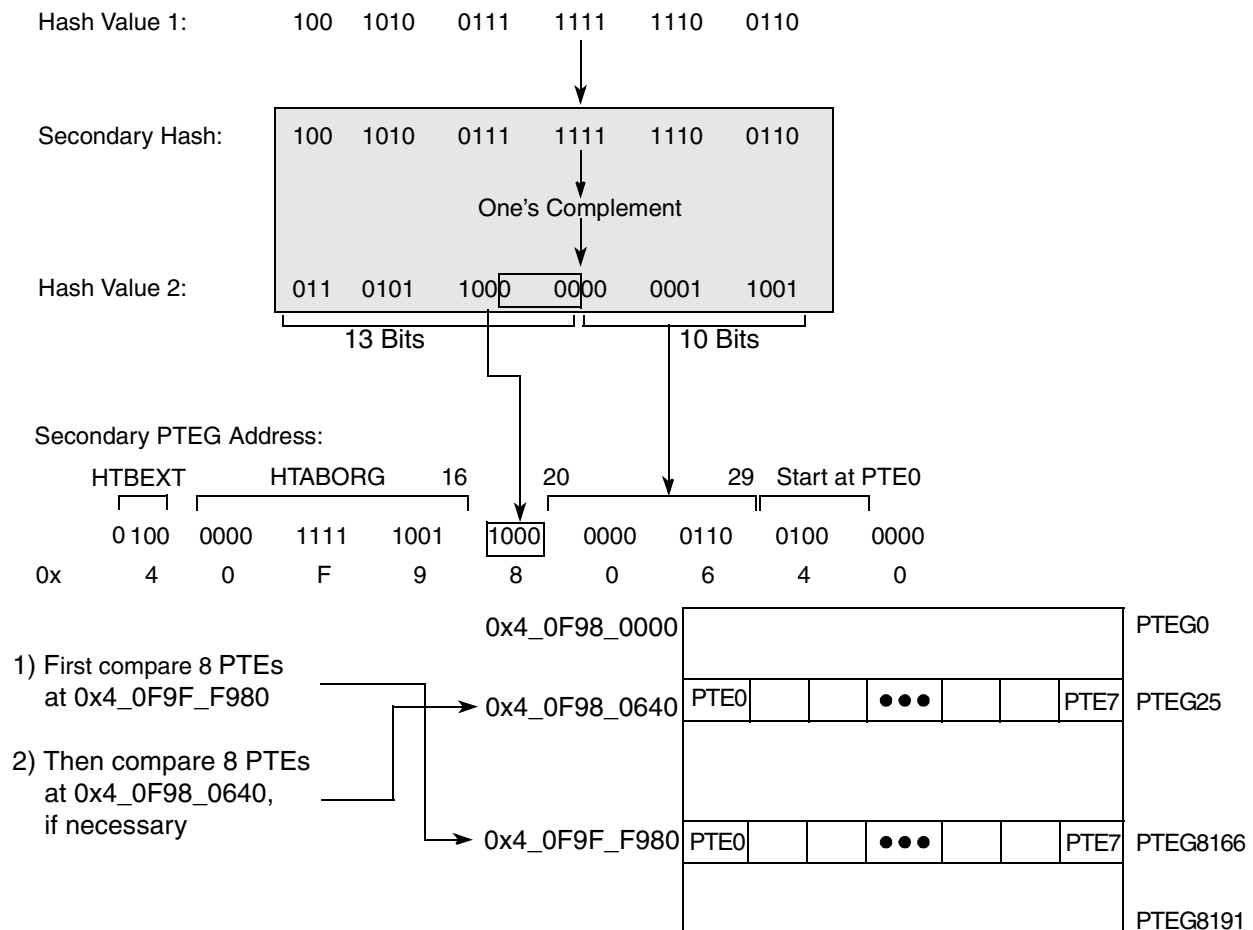 Hash Value 1: 100 1010 0111 1111 1110 0110
Secondary Hash: 100 1010 0111 1111 1110 0110
One's Complement
Hash Value 2: 011 0101 1000 0000 0001 1001
13 Bits 10 Bits
Secondary PTEG Address:
HTBEXT HTABORG 16 20 29 Start at PTE0
0 100 0000 1111 1001 1000 0000 0110 0100 0000
0x 4 0 F 9 8 0 6 4 0
0x4_0F98_0000 PTEG0
1) First compare 8 PTEs
at 0x4_0F9F_F980
0x4_0F98_0640 PTE0 ●●● PTE7 PTEG25
2) Then compare 8 PTEs
at 0x4_0F98_0640,
if necessary
0x4_0F9F_F980 PTE0 ●●● PTE7 PTEG8166
PTEG8191